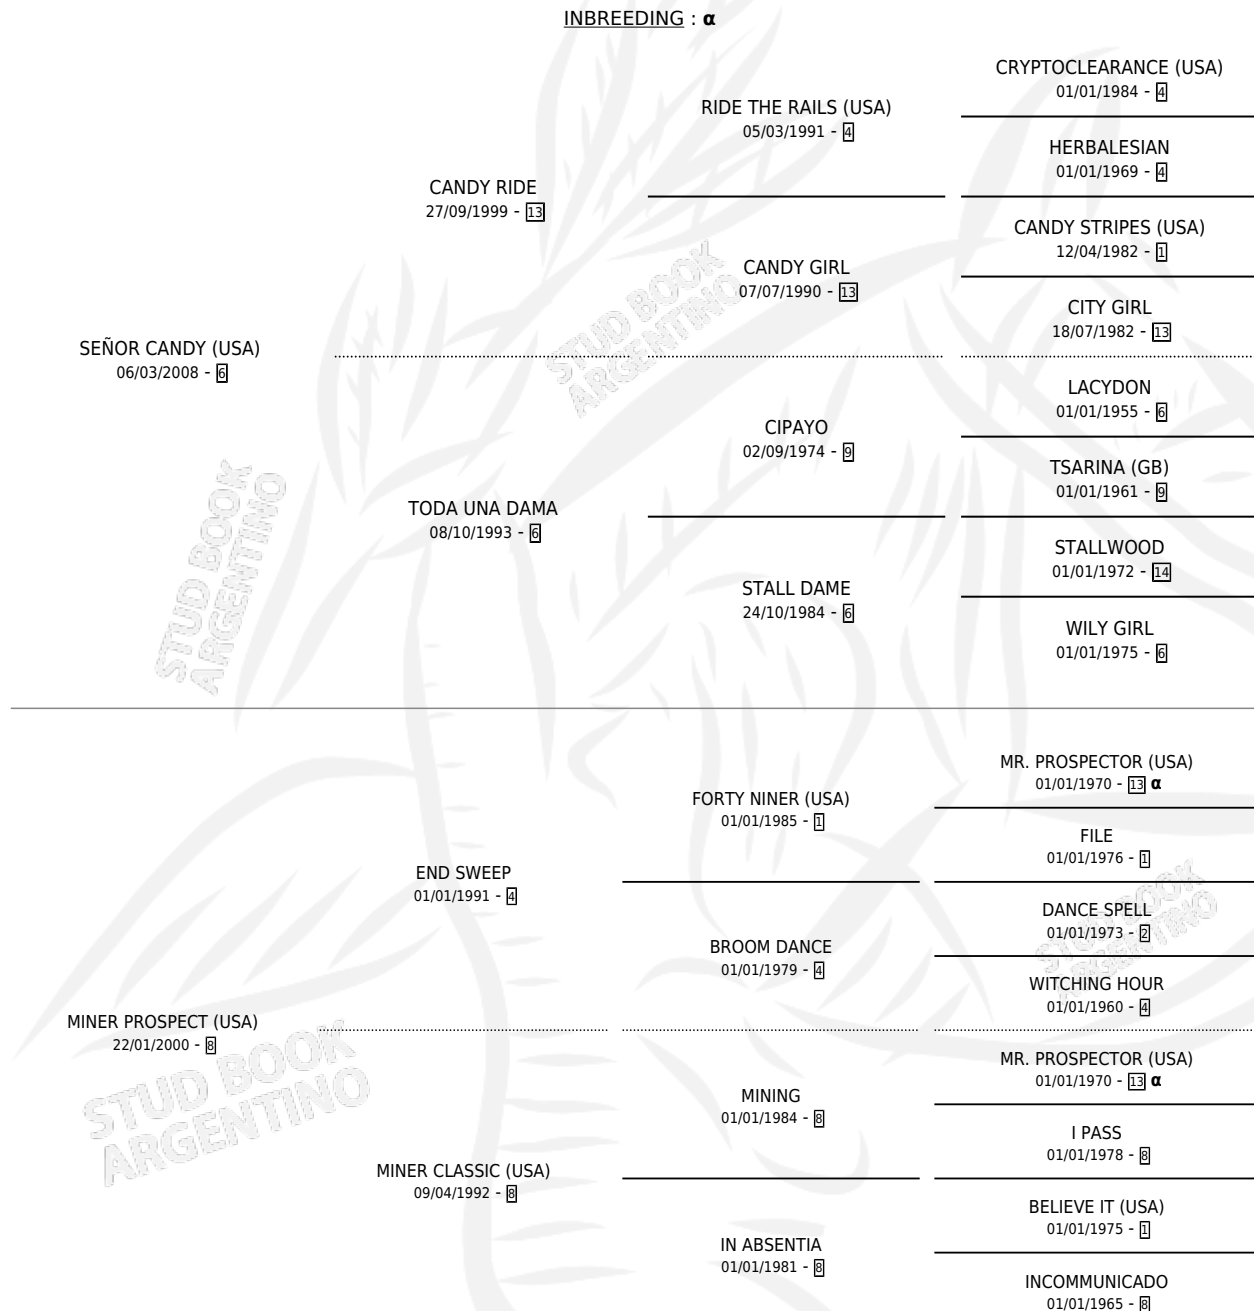 INBREEDING : α
CRYPTOCLEARANCE (USA)
01/01/1984 - 4
RIDE THE RAILS (USA)
05/03/1991 - 4
HERBALESIAN
01/01/1969 - 4
CANDY RIDE
27/09/1999 - 13
CANDY STRIPES (USA)
12/04/1982 - 1
CANDY GIRL
07/07/1990 - 13
CITY GIRL
18/07/1982 - 13
SEÑOR CANDY (USA)
06/03/2008 - 6
LACYDON
01/01/1955 - 6
CIPAYO
02/09/1974 - 9
TSARINA (GB)
01/01/1961 - 9
TODA UNA DAMA
08/10/1993 - 6
STALLWOOD
01/01/1972 - 14
STALL DAME
24/10/1984 - 6
WILY GIRL
01/01/1975 - 6
MR. PROSPECTOR (USA)
01/01/1970 - 13 α
FORTY NINER (USA)
01/01/1985 - 1
FILE
01/01/1976 - 1
END SWEEP
01/01/1991 - 4
DANCE SPELL
01/01/1973 - 2
BROOM DANCE
01/01/1979 - 4
WITCHING HOUR
01/01/1960 - 4
MINER PROSPECT (USA)
22/01/2000 - 8
MR. PROSPECTOR (USA)
01/01/1970 - 13 α
MINING
01/01/1984 - 8
I PASS
01/01/1978 - 8
MINER CLASSIC (USA)
09/04/1992 - 8
BELIEVE IT (USA)
01/01/1975 - 1
IN ABSENTIA
01/01/1981 - 8
INCOMMUNICADO
01/01/1965 - 8
STUD BOOK
ARGENTINO
STUD BOOK
ARGENTINO
STUD BOOK
ARGENTINO
STUD BOOK
ARGENTINO